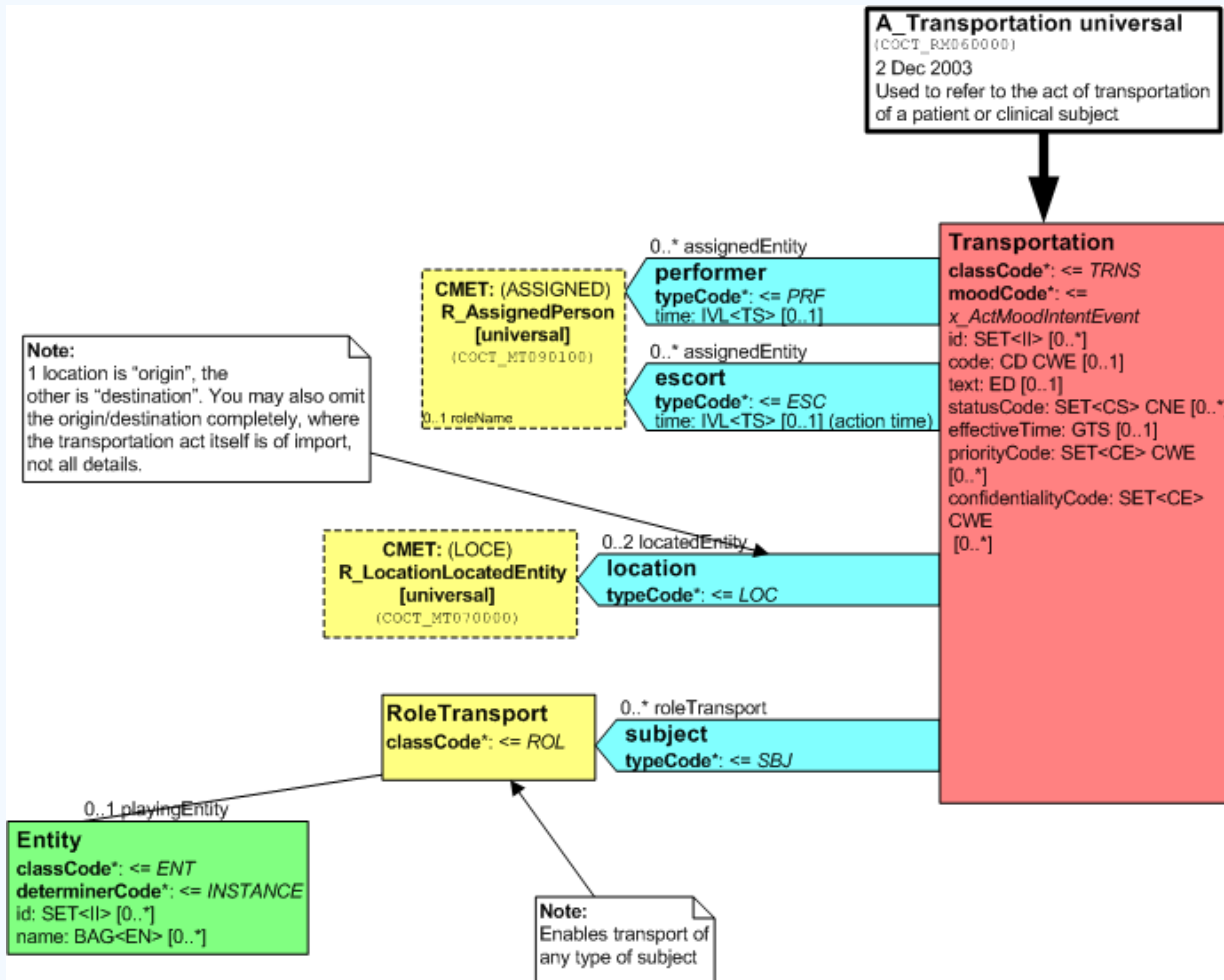 A_Transportation universal
(COCT_RM060000)
2 Dec 2003
Used to refer to the act of transportation
of a patient or clinical subject
Transportation
classCode*: <= TRNS
moodCode*: <=
x_ActMoodIntentEvent
id: SET<II> [0..*]
code: CD CWE [0..1]
text: ED [0..1]
statusCode: SET<CS> CNE [0..*
effectiveTime: GTS [0..1]
priorityCode: SET<CE> CWE
[0..*]
confidentialityCode: SET<CE>
CWE
[0..*]
0..* assignedEntity
performer
typeCode*: <= PRF
time: IVL<TS> [0..1]
0..* assignedEntity
escort
typeCode*: <= ESC
time: IVL<TS> [0..1] (action time)
CMET: (ASSIGNED)
R_AssignedPerson
[universal]
(COCT_MT090100)
0..1 roleName
Note:
1 location is “origin”, the
other is “destination”. You may also omit
the origin/destination completely, where
the transportation act itself is of import,
not all details.
0..2 locatedEntity
location
typeCode*: <= LOC
CMET: (LOCE)
R_LocationLocatedEntity
[universal]
(COCT_MT070000)
0..* roleTransport
subject
typeCode*: <= SBJ
RoleTransport
classCode*: <= ROL
0..1 playingEntity
Entity
classCode*: <= ENT
determinerCode*: <= INSTANCE
id: SET<II> [0..*]
name: BAG<EN> [0..*]
Note:
Enables transport of
any type of subject